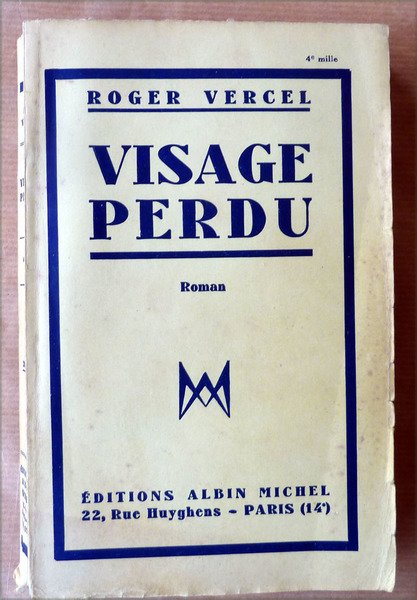 4e mille
ROGER VERCEL
VISAGE
PERDU
Roman
ÉDITIONS ALBIN MICHEL
22, Rue Huyghens - PARIS (14e)